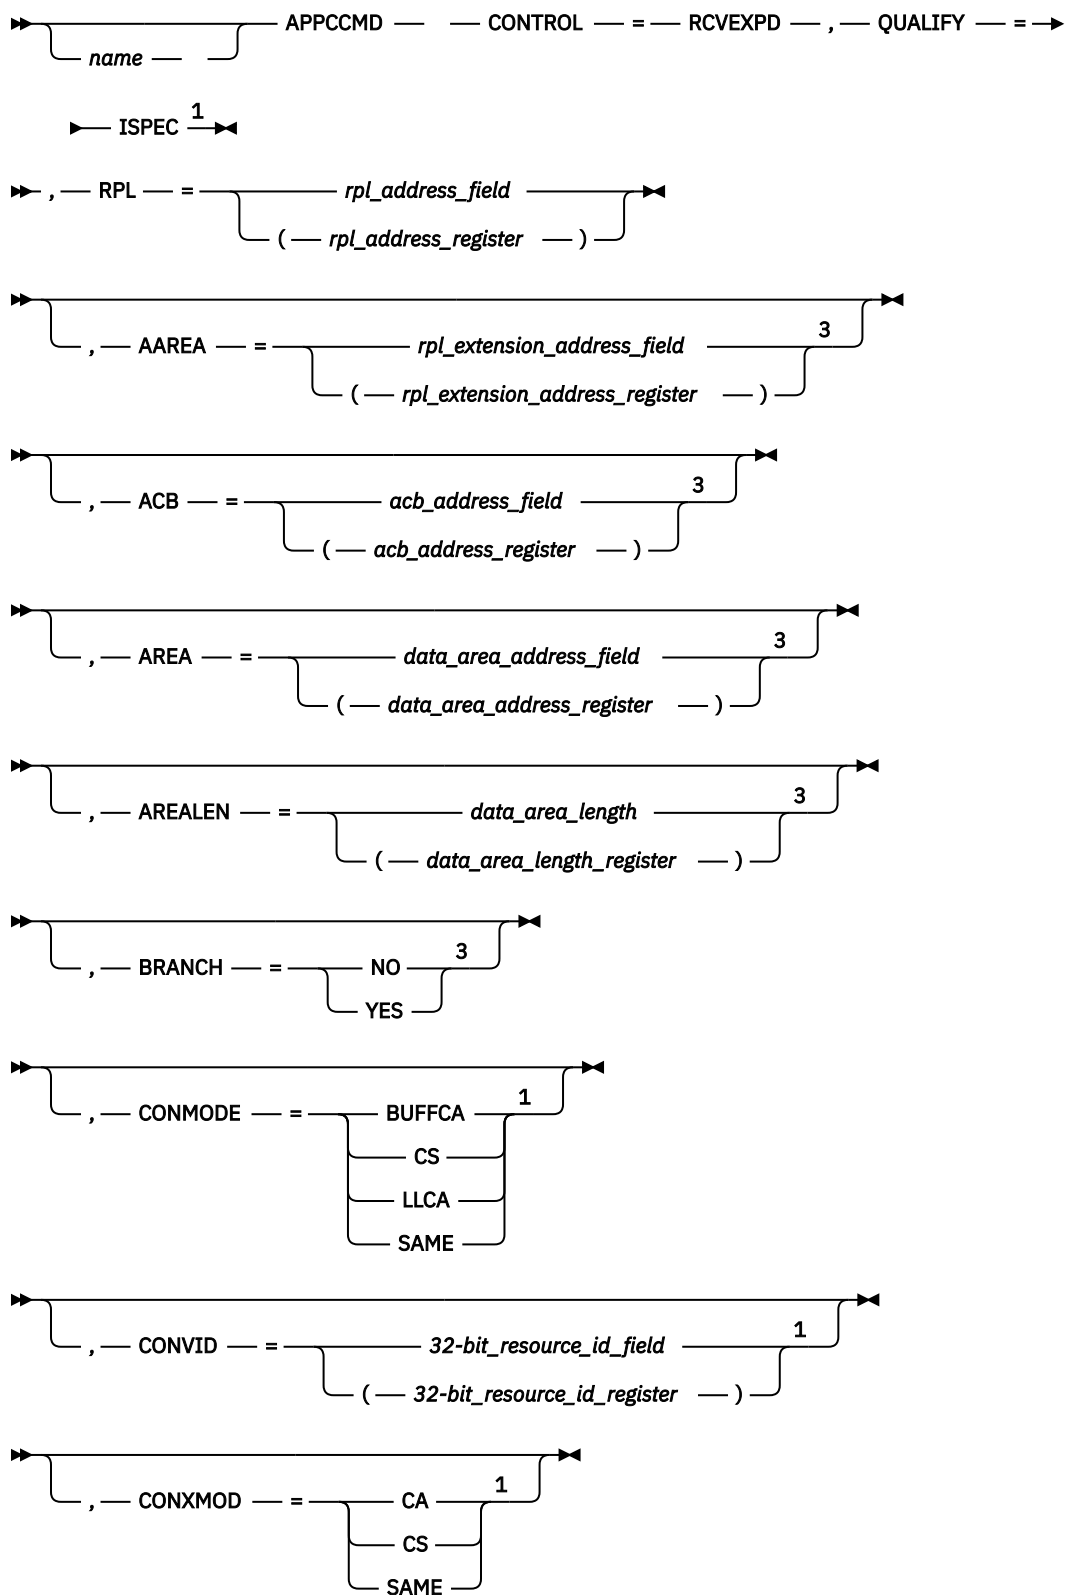 APPCCMD CONTROL = RCVEXPD , QUALIFY =
name
ISPEC 1
, RPL = rpl_address_field
( rpl_address_register )
, AAREA = rpl_extension_address_field 3
( rpl_extension_address_register )
, ACB = acb_address_field 3
( acb_address_register )
, AREA = data_area_address_field 3
( data_area_address_register )
, AREALEN = data_area_length 3
( data_area_length_register )
, BRANCH = NO 3
YES
, CONMODE = BUFFCA 1
CS
LLCA
SAME
, CONVID = 32-bit_resource_id_field 1
( 32-bit_resource_id_register )
, CONXMOD = CA 1
CS
SAME